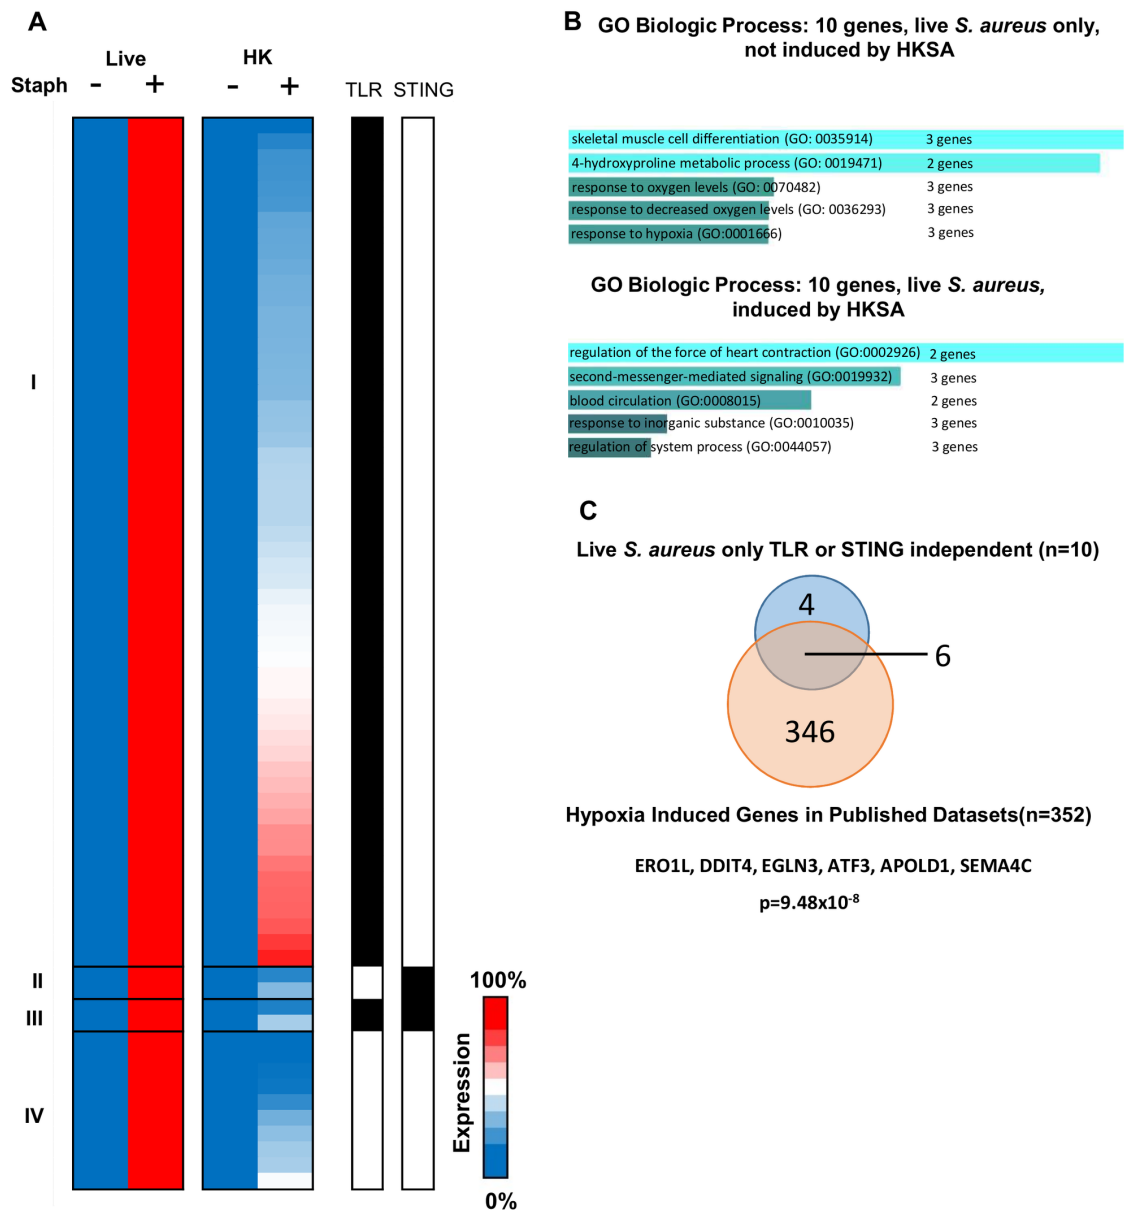 A
Live
HK
Staph - + - + TLR STING
I
II
III
IV
100%
Expression
0%
B
GO Biologic Process: 10 genes, live S. aureus only,
not induced by HKSA
skeletal muscle cell differentiation (GO: 0035914) 3 genes
4-hydroxyproline metabolic process (GO: 0019471) 2 genes
response to oxygen levels (GO: 0070482) 3 genes
response to decreased oxygen levels (GO: 0036293) 3 genes
response to hypoxia (GO:0001666) 3 genes
GO Biologic Process: 10 genes, live S. aureus,
induced by HKSA
regulation of the force of heart contraction (GO:0002926) 2 genes
second-messenger-mediated signaling (GO:0019932) 3 genes
blood circulation (GO:0008015) 2 genes
response to inorganic substance (GO:0010035) 3 genes
regulation of system process (GO:0044057) 3 genes
C
Live S. aureus only TLR or STING independent (n=10)
4
6
346
Hypoxia Induced Genes in Published Datasets(n=352)
ERO1L, DDIT4, EGLN3, ATF3, APOLD1, SEMA4C
p=9.48x10⁻⁸